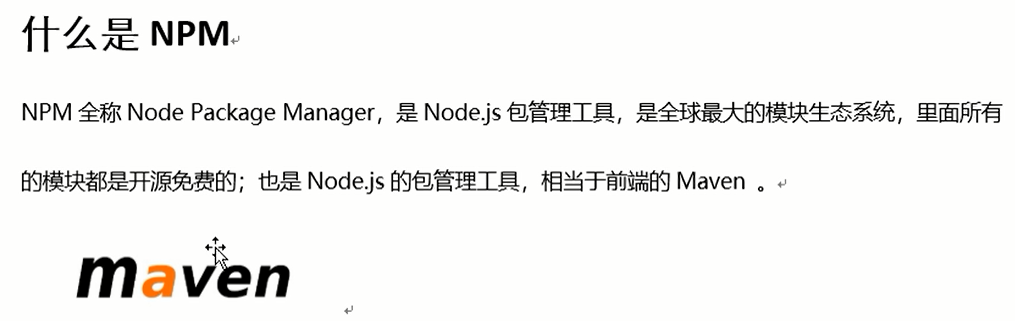 什么是 NPM
NPM 全称 Node Package Manager，是 Node.js 包管理工具，是全球最大的模块生态系统，里面所有
的模块都是开源免费的；也是 Node.js 的包管理工具，相当于前端的 Maven 。
maven